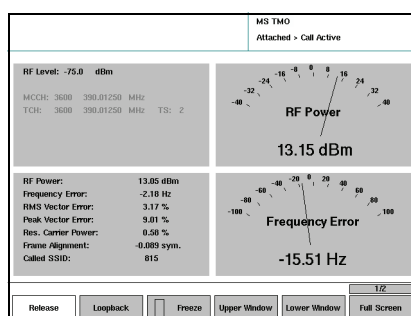 MS TMO
Attached > Call Active
RF Level: -75.0 dBm
MCCH: 3600 390.01250 MHz
TCH: 3600 390.01250 MHz TS: 2
-40 -32 -24 -16 -8 0 8 16 24 32 40
RF Power
13.15 dBm
RF Power: 13.05 dBm
Frequency Error: -2.18 Hz
RMS Vector Error: 3.17 %
Peak Vector Error: 9.01 %
Res. Carrier Power: 0.58 %
Frame Alignment: -0.089 sym.
Called SSID: 815
-100 -80 -60 -40 -20 0 20 40 60 80 100
Frequency Error
-15.51 Hz
1/2
Release Loopback Freeze Upper Window Lower Window Full Screen